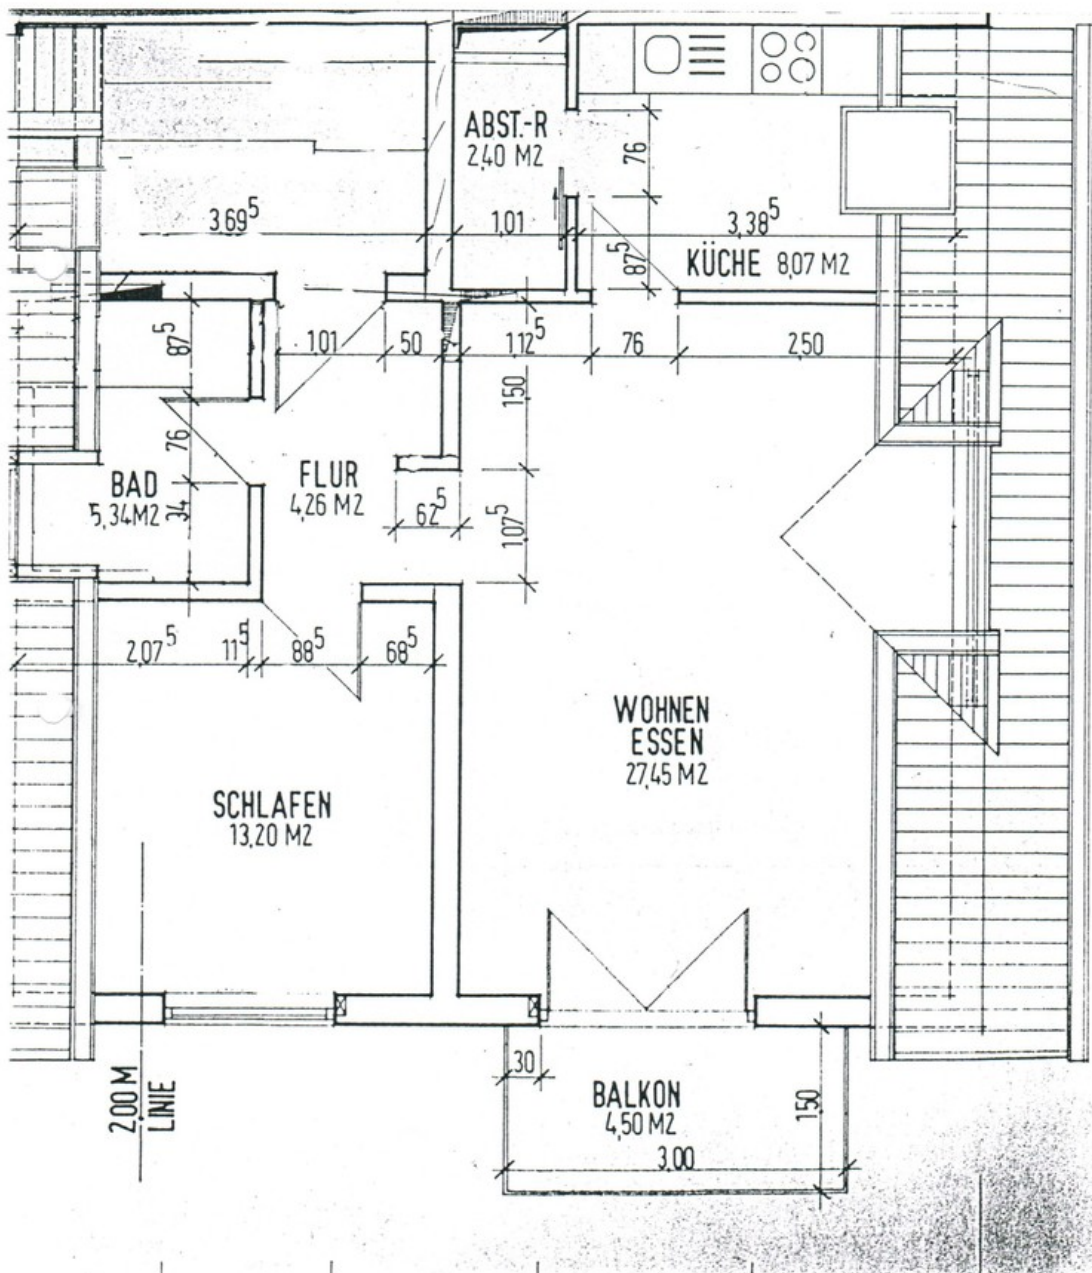 ABST.-R
2,40 M2
76
3.69⁵
1,01
3,38⁵
87⁵
KÜCHE 8,07 M2
87⁵
1,01
50
1,12⁵
76
2,50
150
76
BAD
5,34 M2
34
FLUR
4,26 M2
62⁵
1,07⁵
2,07⁵
11⁵
88⁵
68⁵
WOHNEN
ESSEN
27,45 M2
SCHLAFEN
13,20 M2
2,00 M
LINIE
30
BALKON
4,50 M2
150
3,00